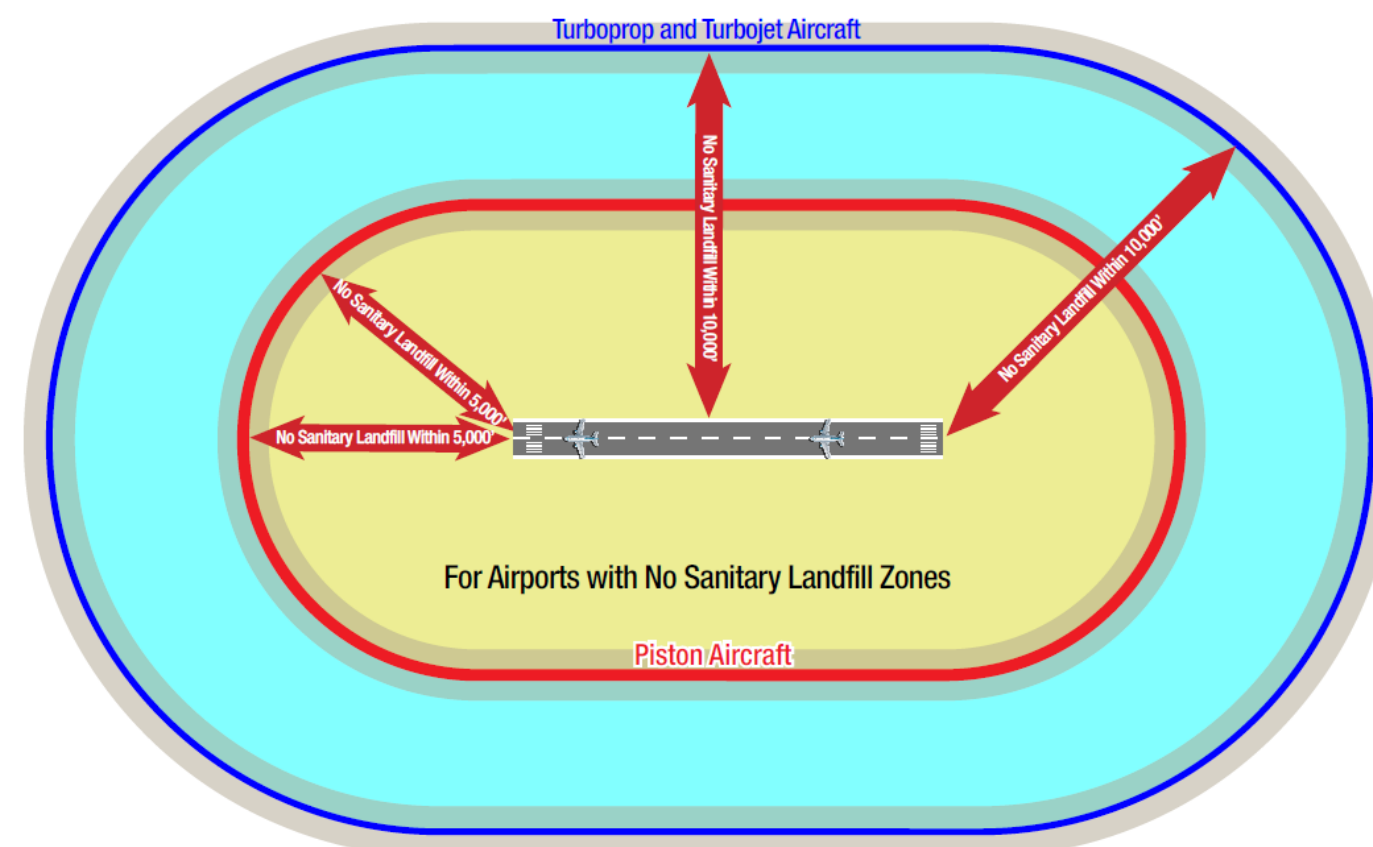 Turboprop and Turbojet Aircraft
No Sanitary Landfill Within 10,000'
No Sanitary Landfill Within 10,000'
No Sanitary Landfill Within 5,000'
No Sanitary Landfill Within 5,000'
For Airports with No Sanitary Landfill Zones
Piston Aircraft